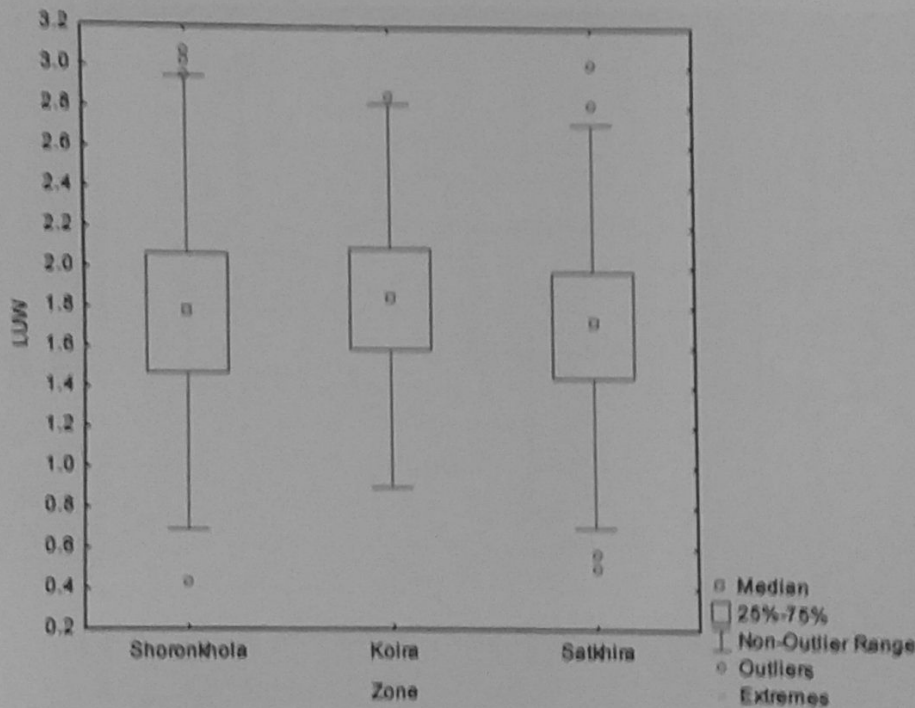 3.2
3.0
2.8
2.6
2.4
2.2
2.0
1.8
1.6
1.4
1.2
1.0
0.8
0.6
0.4
0.2
LUW
Shoronkhola Koira Satkhira
Zone
Median
25%-75%
Non-Outlier Range
Outliers
Extremes